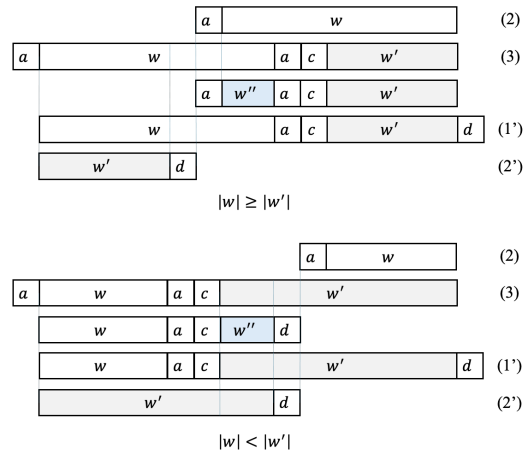 a w (2)
a w a c w′ (3)
a w″ a c w′
w a c w′ d (1’)
w′ d (2’)
|w| ≥ |w′|
a w (2)
a w a c w′ (3)
w a c w″ d
w a c w′ d (1’)
w′ d (2’)
|w| < |w′|